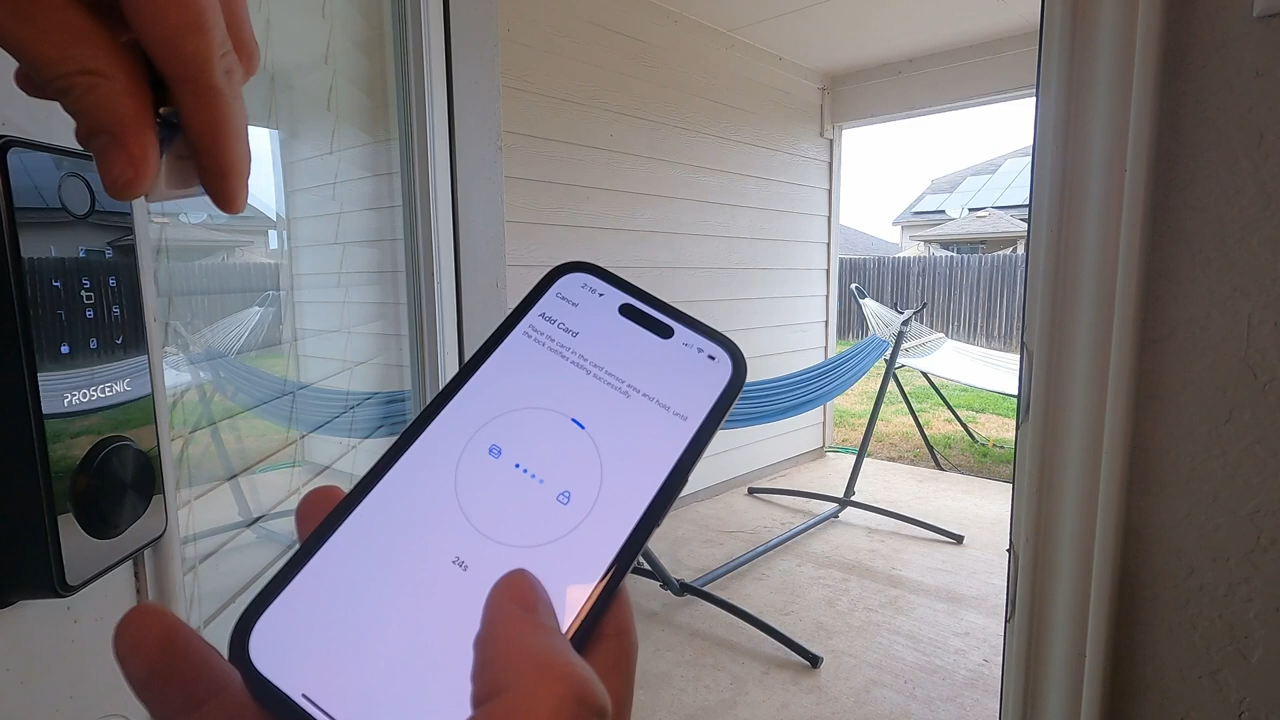 2:16
Cancel
Add Card
Place the card in the card sensor area and hold, until
the lock notifies adding successfully.
24s
4 5 6
7 8 9
0
PROSCENIC